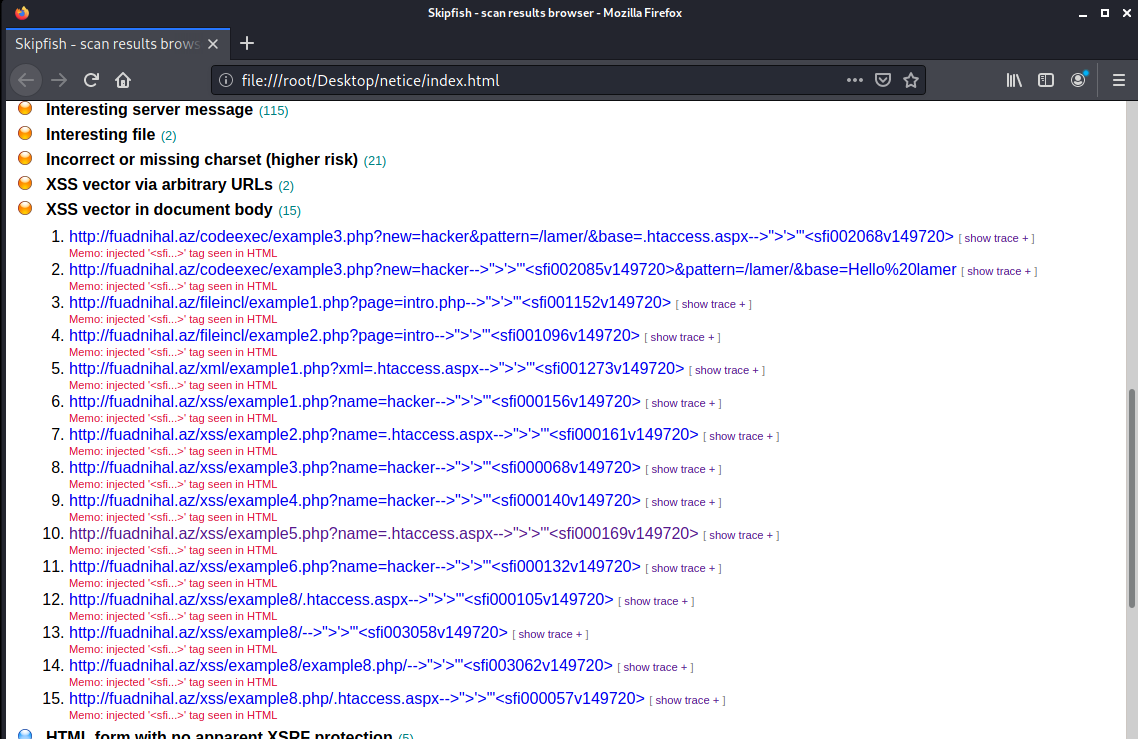 Skipfish - scan results browser - Mozilla Firefox
Skipfish - scan results brows
file:///root/Desktop/netice/index.html
Interesting server message (115)
Interesting file (2)
Incorrect or missing charset (higher risk) (21)
XSS vector via arbitrary URLs (2)
XSS vector in document body (15)
1. http://fuadnihal.az/codeexec/example3.php?new=hacker&pattern=/lamer/&base=.htaccess.aspx-->">'>'"<sfi002068v149720> [ show trace + ]
Memo: injected '<sfi...>' tag seen in HTML
2. http://fuadnihal.az/codeexec/example3.php?new=hacker-->">'>'"<sfi002085v149720>&pattern=/lamer/&base=Hello%20lamer [ show trace + ]
Memo: injected '<sfi...>' tag seen in HTML
3. http://fuadnihal.az/fileincl/example1.php?page=intro.php-->">'>'"<sfi001152v149720> [ show trace + ]
Memo: injected '<sfi...>' tag seen in HTML
4. http://fuadnihal.az/fileincl/example2.php?page=intro-->">'>'"<sfi001096v149720> [ show trace + ]
Memo: injected '<sfi...>' tag seen in HTML
5. http://fuadnihal.az/xml/example1.php?xml=.htaccess.aspx-->">'>'"<sfi001273v149720> [ show trace + ]
Memo: injected '<sfi...>' tag seen in HTML
6. http://fuadnihal.az/xss/example1.php?name=hacker-->">'>'"<sfi000156v149720> [ show trace + ]
Memo: injected '<sfi...>' tag seen in HTML
7. http://fuadnihal.az/xss/example2.php?name=.htaccess.aspx-->">'>'"<sfi000161v149720> [ show trace + ]
Memo: injected '<sfi...>' tag seen in HTML
8. http://fuadnihal.az/xss/example3.php?name=hacker-->">'>'"<sfi000068v149720> [ show trace + ]
Memo: injected '<sfi...>' tag seen in HTML
9. http://fuadnihal.az/xss/example4.php?name=hacker-->">'>'"<sfi000140v149720> [ show trace + ]
Memo: injected '<sfi...>' tag seen in HTML
10. http://fuadnihal.az/xss/example5.php?name=.htaccess.aspx-->">'>'"<sfi000169v149720> [ show trace + ]
Memo: injected '<sfi...>' tag seen in HTML
11. http://fuadnihal.az/xss/example6.php?name=hacker-->">'>'"<sfi000132v149720> [ show trace + ]
Memo: injected '<sfi...>' tag seen in HTML
12. http://fuadnihal.az/xss/example8/.htaccess.aspx-->">'>'"<sfi000105v149720> [ show trace + ]
Memo: injected '<sfi...>' tag seen in HTML
13. http://fuadnihal.az/xss/example8/-->">'>'"<sfi003058v149720> [ show trace + ]
Memo: injected '<sfi...>' tag seen in HTML
14. http://fuadnihal.az/xss/example8/example8.php/-->">'>'"<sfi003062v149720> [ show trace + ]
Memo: injected '<sfi...>' tag seen in HTML
15. http://fuadnihal.az/xss/example8.php/.htaccess.aspx-->">'>'"<sfi000057v149720> [ show trace + ]
Memo: injected '<sfi...>' tag seen in HTML
HTML form with no apparent XSRF protection (5)